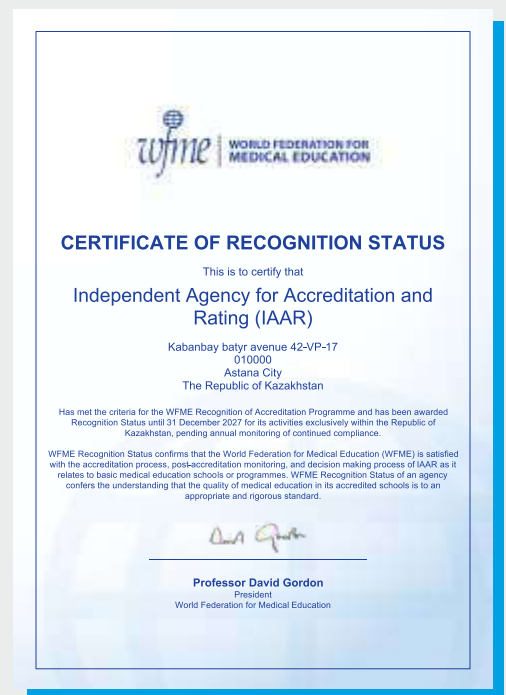 wfme
WORLD FEDERATION FOR
MEDICAL EDUCATION
CERTIFICATE OF RECOGNITION STATUS
This is to certify that
Independent Agency for Accreditation and
Rating (IAAR)
Kabanbay batyr avenue 42-VP-17
010000
Astana City
The Republic of Kazakhstan
Has met the criteria for the WFME Recognition of Accreditation Programme and has been awarded
Recognition Status until 31 December 2027 for its activities exclusively within the Republic of
Kazakhstan, pending annual monitoring of continued compliance.
WFME Recognition Status confirms that the World Federation for Medical Education (WFME) is satisfied
with the accreditation process, post-accreditation monitoring, and decision making process of IAAR as it
relates to basic medical education schools or programmes. WFME Recognition Status of an agency
confers the understanding that the quality of medical education in its accredited schools is to an
appropriate and rigorous standard.
David Gordon
Professor David Gordon
President
World Federation for Medical Education